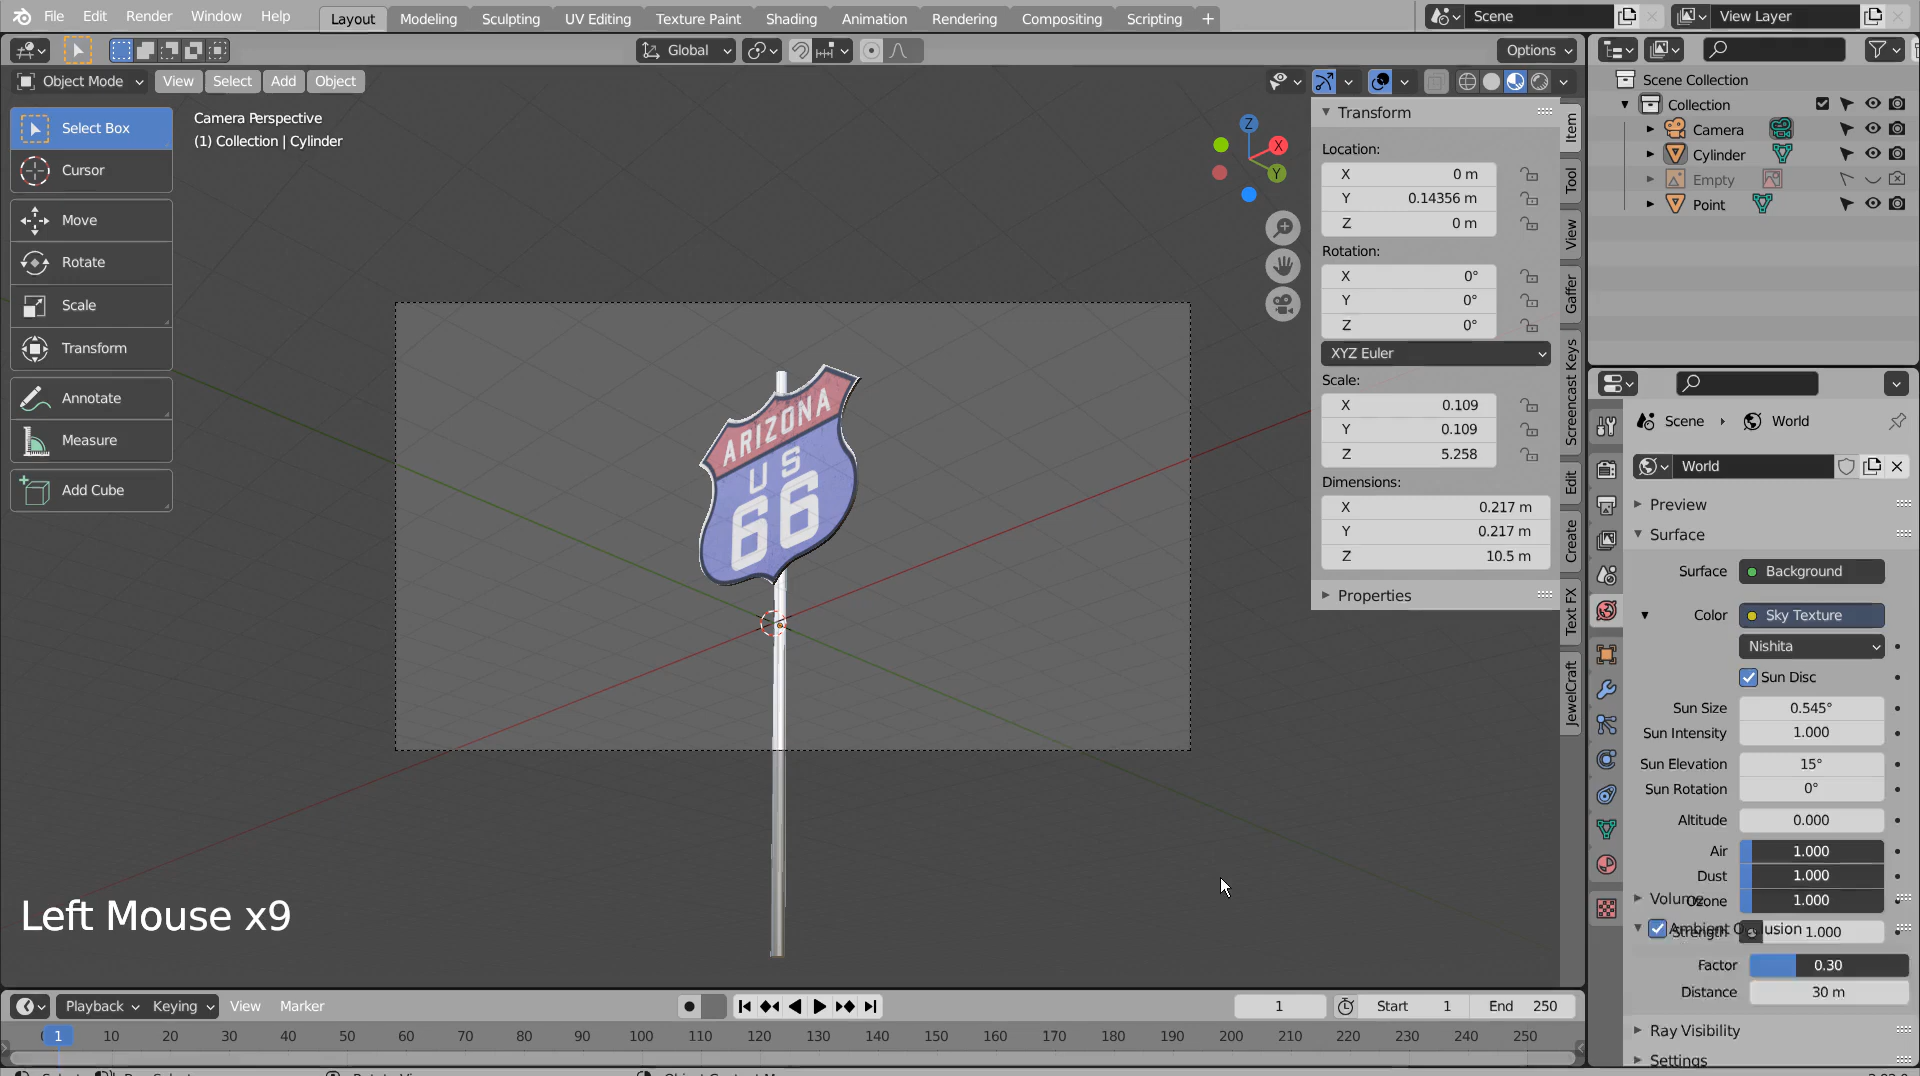 File Edit Render Window Help Layout Modeling Sculpting UV Editing Texture Paint Shading Animation Rendering Compositing Scripting +
Scene View Layer
Global Options
Object Mode View Select Add Object
Select Box
Cursor
Move
Rotate
Scale
Transform
Annotate
Measure
Add Cube
Camera Perspective
(1) Collection | Cylinder
Z
X
Y
ARIZONA
US
66
Left Mouse x9
Transform
Location:
X 0 m
Y 0.14356 m
Z 0 m
Rotation:
X 0°
Y 0°
Z 0°
XYZ Euler
Scale:
X 0.109
Y 0.109
Z 5.258
Dimensions:
X 0.217 m
Y 0.217 m
Z 10.5 m
Properties
Item
Tool
View
Gaffer
Screencast Keys
Edit
Create
Text FX
JewelCraft
Scene Collection
Collection
Camera
Cylinder
Empty
Point
Scene › World
World
Preview
Surface
Surface Background
Color Sky Texture
Nishita
Sun Disc
Sun Size 0.545°
Sun Intensity 1.000
Sun Elevation 15°
Sun Rotation 0°
Altitude 0.000
Air 1.000
Dust 1.000
Ozone 1.000
Volume
Strength 1.000
Ambient Occlusion
Factor 0.30
Distance 30 m
Ray Visibility
Settings
Playback Keying View Marker 1 Start 1 End 250
1 10 20 30 40 50 60 70 80 90 100 110 120 130 140 150 160 170 180 190 200 210 220 230 240 250